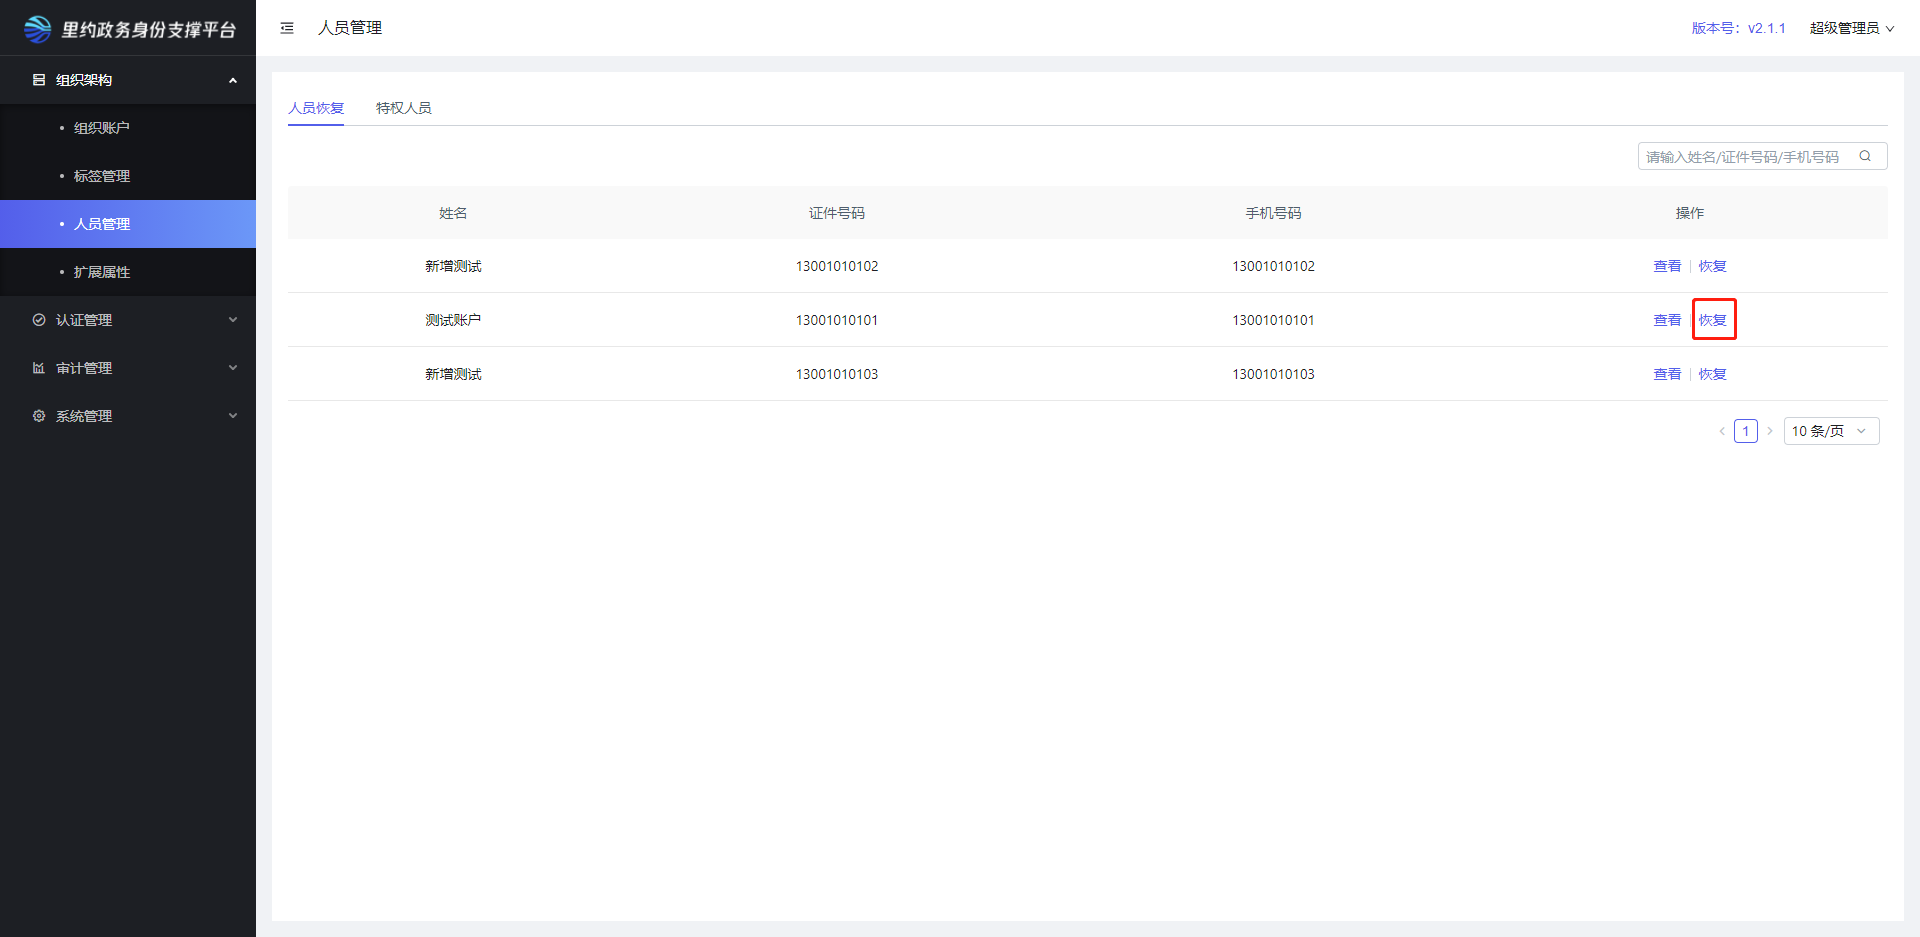 里约政务身份支撑平台
人员管理
版本号：v2.1.1
超级管理员
组织架构
组织账户
标签管理
人员管理
扩展属性
认证管理
审计管理
系统管理
人员恢复 特权人员
请输入姓名/证件号码/手机号码
姓名 证件号码 手机号码 操作
新增测试 13001010102 13001010102 查看 恢复
测试账户 13001010101 13001010101 查看 恢复
新增测试 13001010103 13001010103 查看 恢复
1 10 条/页